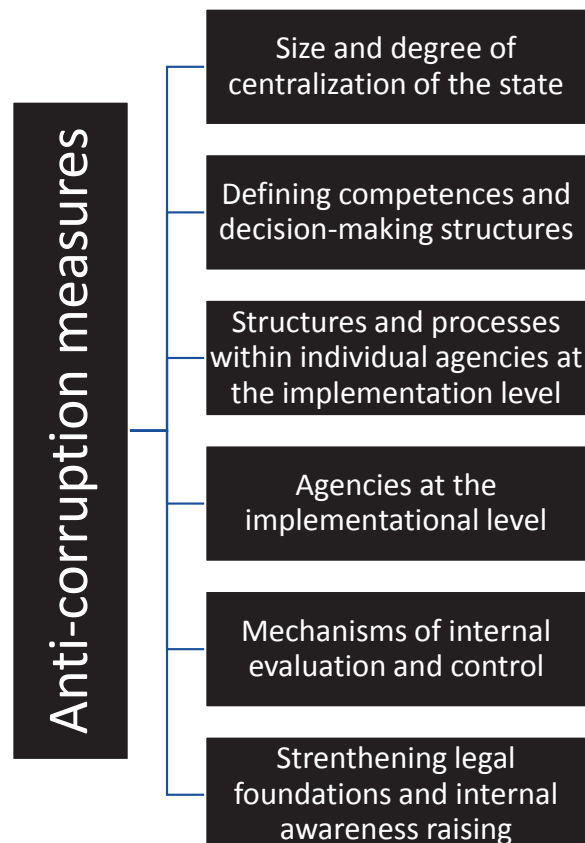 Anti-corruption measures
Size and degree of
centralization of the state
Defining competences and
decision-making structures
Structures and processes
within individual agencies at
the implementation level
Agencies at the
implementational level
Mechanisms of internal
evaluation and control
Strenthening legal
foundations and internal
awareness raising